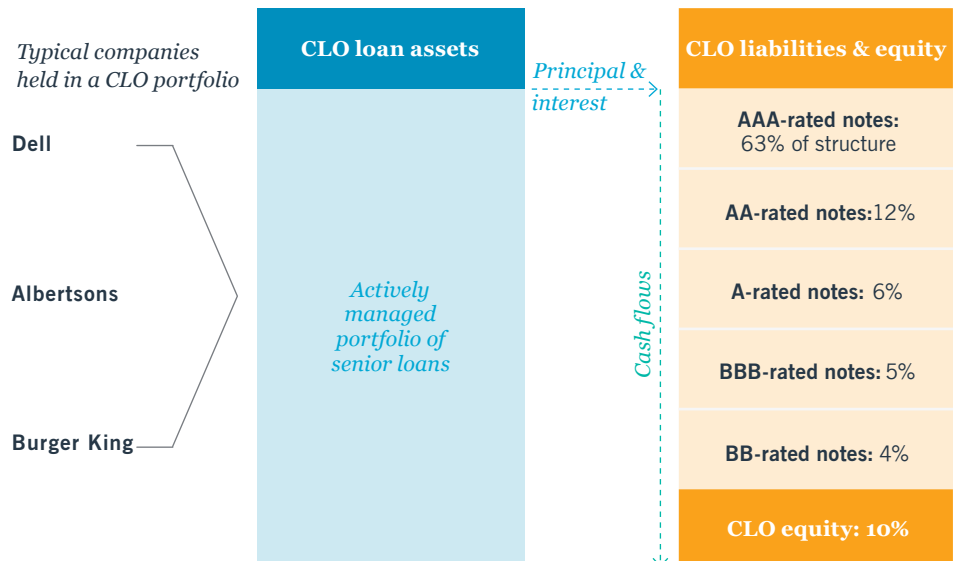 Typical companies
held in a CLO portfolio
Dell
Albertsons
Burger King
CLO loan assets
Actively
managed
portfolio of
senior loans
Principal &
interest
Cash flows
CLO liabilities & equity
AAA-rated notes:
63% of structure
AA-rated notes:12%
A-rated notes: 6%
BBB-rated notes: 5%
BB-rated notes: 4%
CLO equity: 10%